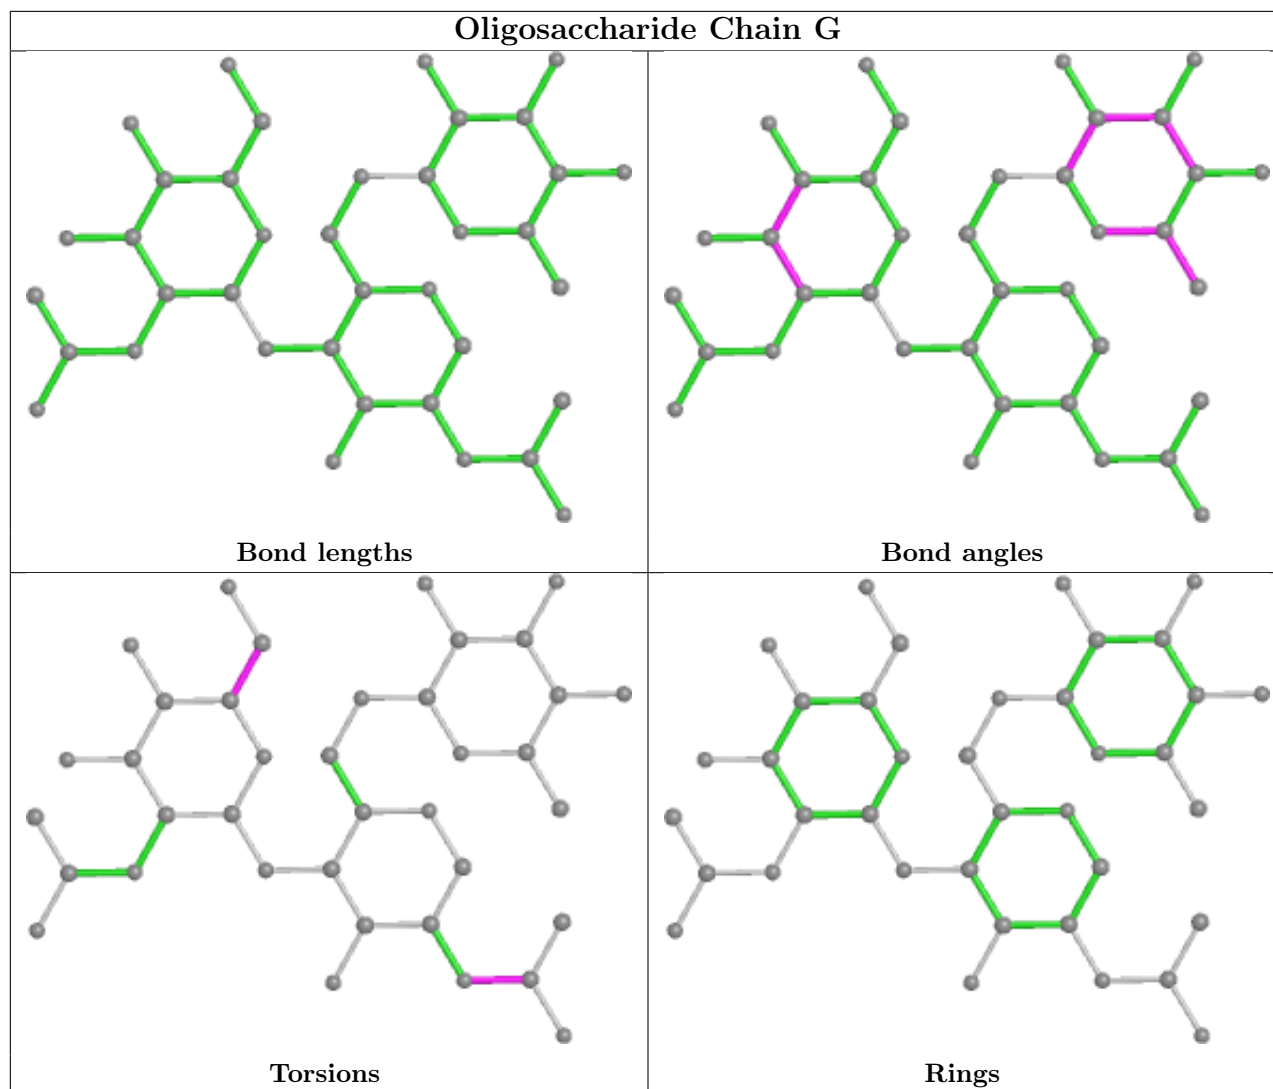 Oligosaccharide Chain G
Bond lengths
Bond angles
Torsions
Rings